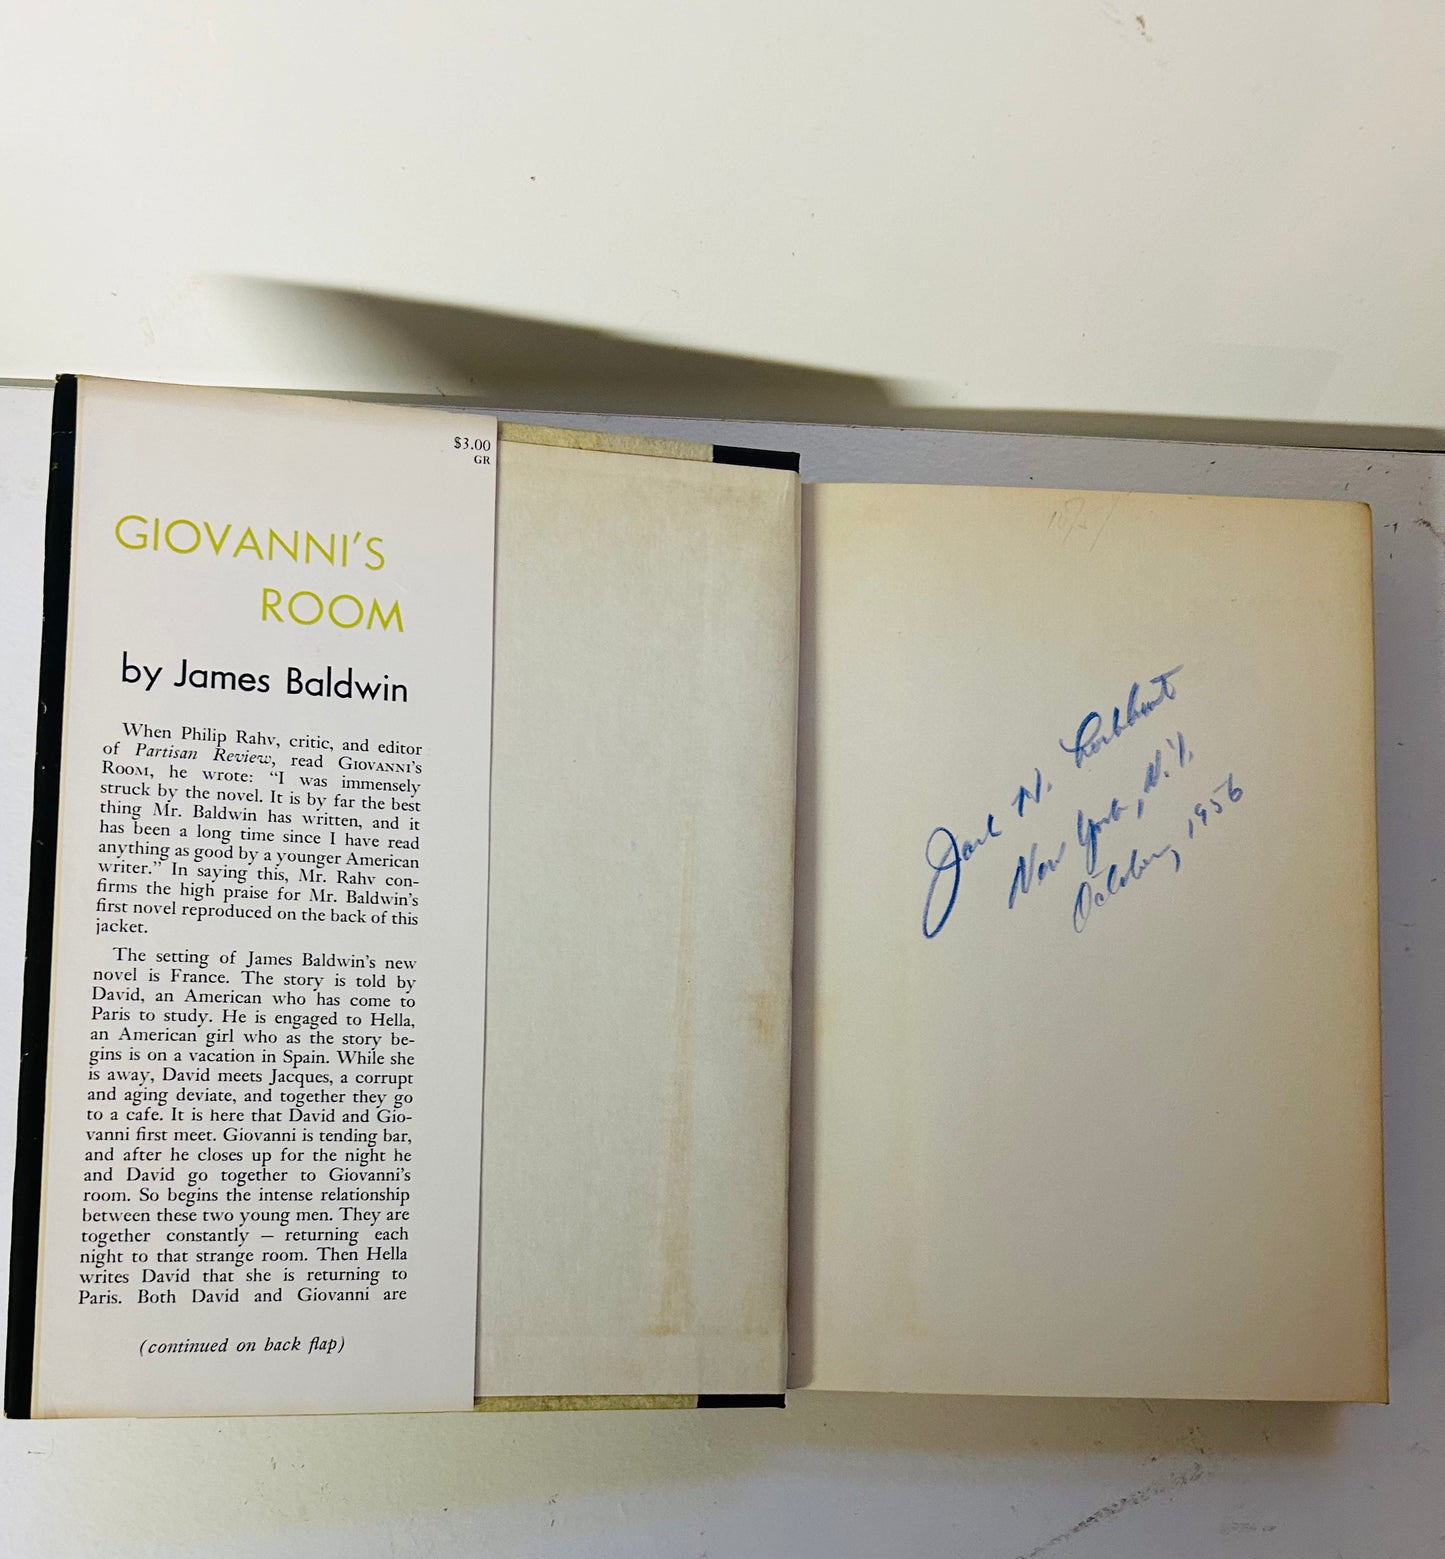 $3.00
GR
GIOVANNI'S
ROOM
by James Baldwin
When Philip Rahv, critic, and editor
of Partisan Review, read GIOVANNI'S
ROOM, he wrote: "I was immensely
struck by the novel. It is by far the best
thing Mr. Baldwin has written, and it
has been a long time since I have read
anything as good by a younger American
writer." In saying this, Mr. Rahv con-
firms the high praise for Mr. Baldwin's
first novel reproduced on the back of this
jacket.
The setting of James Baldwin's new
novel is France. The story is told by
David, an American who has come to
Paris to study. He is engaged to Hella,
an American girl who as the story be-
gins is on a vacation in Spain. While she
is away, David meets Jacques, a corrupt
and aging deviate, and together they go
to a cafe. It is here that David and Gio-
vanni first meet. Giovanni is tending bar,
and after he closes up for the night he
and David go together to Giovanni's
room. So begins the intense relationship
between these two young men. They are
together constantly — returning each
night to that strange room. Then Hella
writes David that she is returning to
Paris. Both David and Giovanni are
(continued on back flap)
Jack N. Lockhart
New York, N.Y.
October, 1956